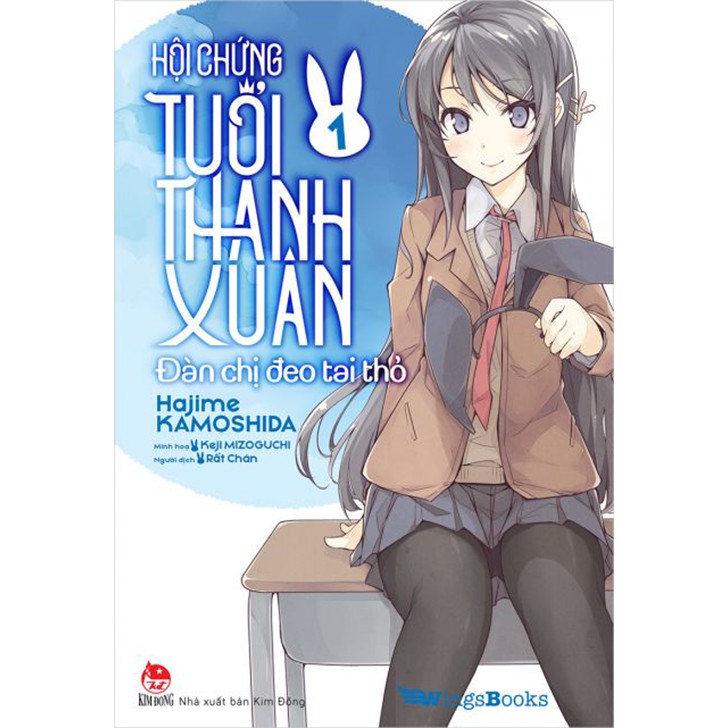 HỘI CHỨNG
TUỔI
THANH
XUÂN
1
Đàn chị đeo tai thỏ
Hajime
KAMOSHIDA
Minh hoạ Keji MIZOGUCHI
Người dịch Rất Chán
KIM ĐỒNG Nhà xuất bản Kim Đồng
WingsBooks